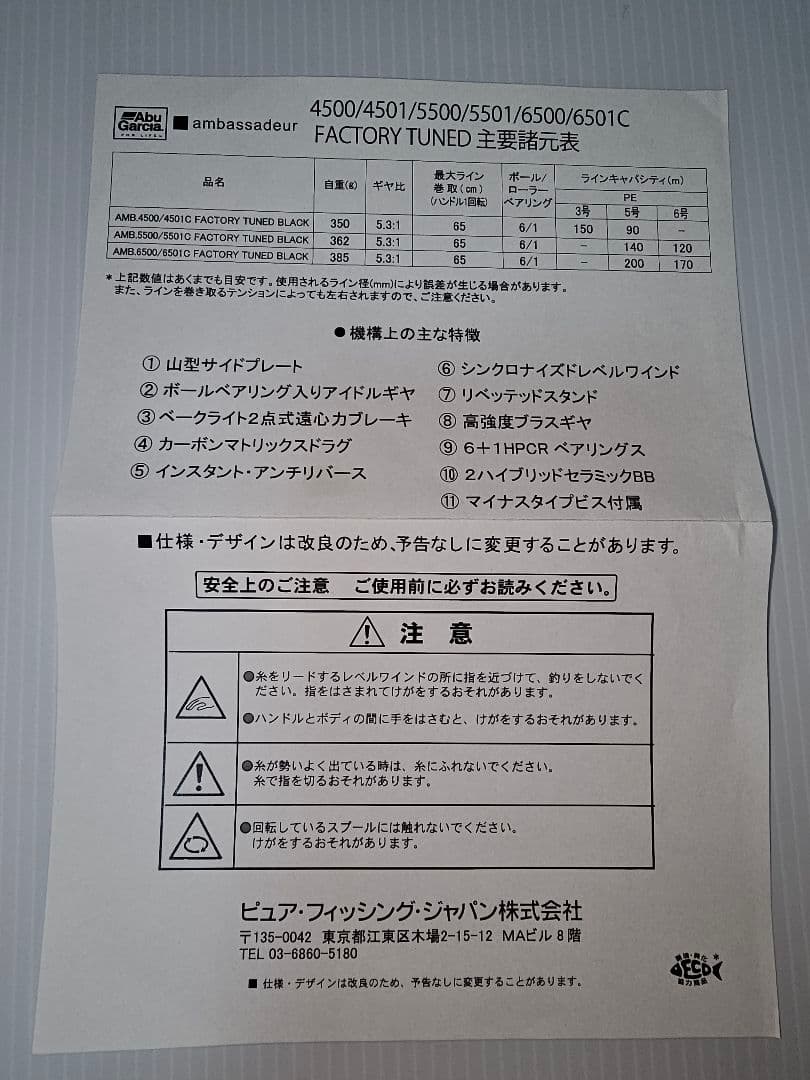 Abu
Garcia
FOR LIFE
■ ambassadeur
4500/4501/5500/5501/6500/6501C
FACTORY TUNED 主要諸元表
品名 自重(g) ギヤ比 最大ライン巻取(cm)(ハンドル1回転) ボール/ローラーベアリング ラインキャパシティ(m)
PE
3号 5号 6号
AMB.4500/4501C FACTORY TUNED BLACK 350 5.3:1 65 6/1 150 90 −
AMB.5500/5501C FACTORY TUNED BLACK 362 5.3:1 65 6/1 − 140 120
AMB.6500/6501C FACTORY TUNED BLACK 385 5.3:1 65 6/1 − 200 170
*上記数値はあくまでも目安です。使用されるライン径(mm)により誤差が生じる場合があります。
また、ラインを巻き取るテンションによっても左右されますので、ご注意ください。
●機構上の主な特徴
① 山型サイドプレート
② ボールベアリング入りアイドルギヤ
③ ベークライト2点式遠心力ブレーキ
④ カーボンマトリックスドラグ
⑤ インスタント・アンチリバース
⑥ シンクロナイズドレベルワインド
⑦ リベッテッドスタンド
⑧ 高強度ブラスギヤ
⑨ 6+1HPCR ベアリングス
⑩ 2ハイブリッドセラミックBB
⑪ マイナスタイプビス付属
■仕様・デザインは改良のため、予告なしに変更することがあります。
安全上のご注意 ご使用前に必ずお読みください。
注 意
●糸をリードするレベルワインドの所に指を近づけて、釣りをしないでく
ださい。指をはさまれてけがをするおそれがあります。
●ハンドルとボディの間に手をはさむと、けがをするおそれがあります。
●糸が勢いよく出ている時は、糸にふれないでください。
糸で指を切るおそれがあります。
●回転しているスプールには触れないでください。
けがをするおそれがあります。
ピュア・フィッシング・ジャパン株式会社
〒135-0042 東京都江東区木場2-15-12 MAビル8階
TEL 03-6860-5180
■ 仕様・デザインは改良のため、予告なしに変更することがあります。